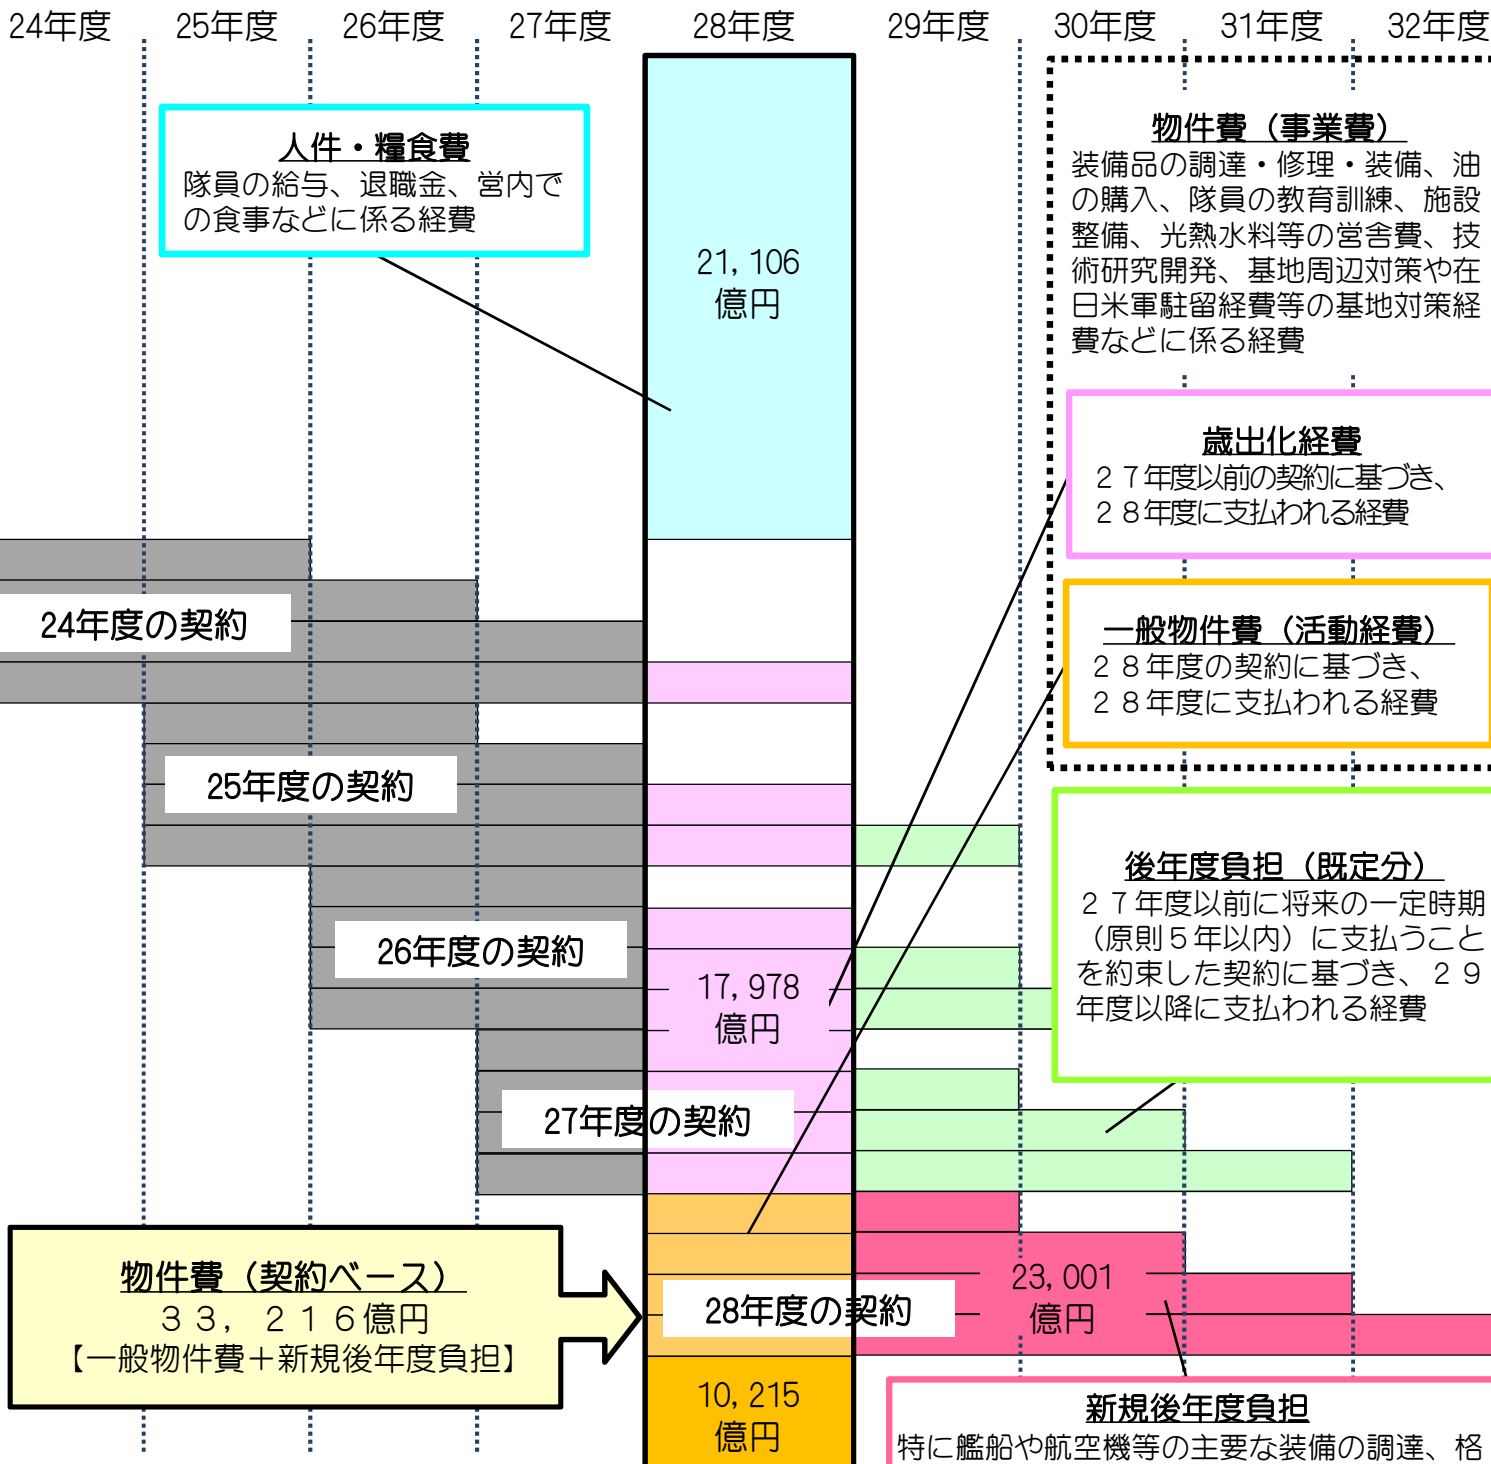 24年度 25年度 26年度 27年度 28年度 29年度 30年度 31年度 32年度
人件・糧食費
隊員の給与、退職金、営内で
の食事などに係る経費
21,106
億円
物件費（事業費）
装備品の調達・修理・装備、油
の購入、隊員の教育訓練、施設
整備、光熱水料等の営舎費、技
術研究開発、基地周辺対策や在
日米軍駐留経費等の基地対策経
費などに係る経費
歳出化経費
２７年度以前の契約に基づき、
２８年度に支払われる経費
一般物件費（活動経費）
２８年度の契約に基づき、
２８年度に支払われる経費
24年度の契約
25年度の契約
26年度の契約
17,978
億円
27年度の契約
後年度負担（既定分）
２７年度以前に将来の一定時期
（原則５年以内）に支払うこと
を約束した契約に基づき、２９
年度以降に支払われる経費
物件費（契約ベース）
３３，２１６億円
【一般物件費＋新規後年度負担】
28年度の契約
23,001
億円
10,215
億円
新規後年度負担
特に艦船や航空機等の主要な装備の調達、格